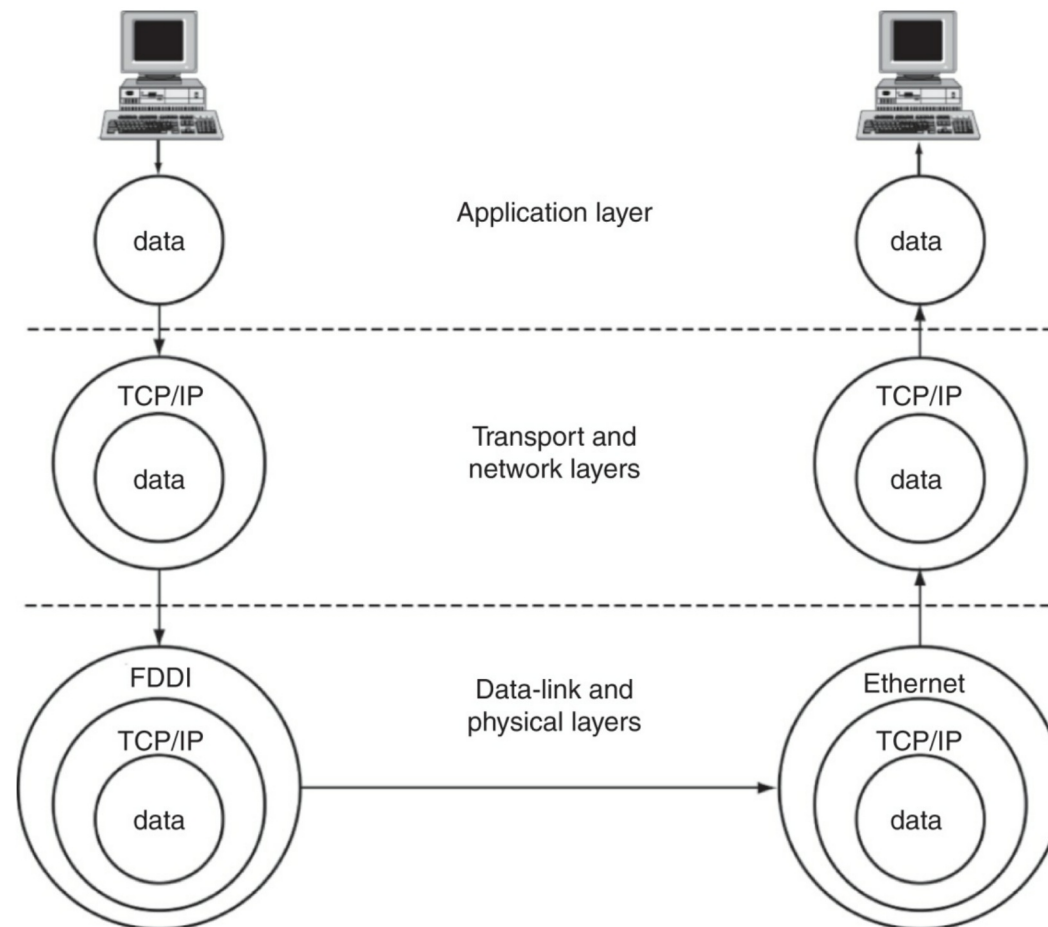 data
Application layer
data
TCP/IP
data
Transport and
network layers
TCP/IP
data
FDDI
TCP/IP
data
Data-link and
physical layers
Ethernet
TCP/IP
data